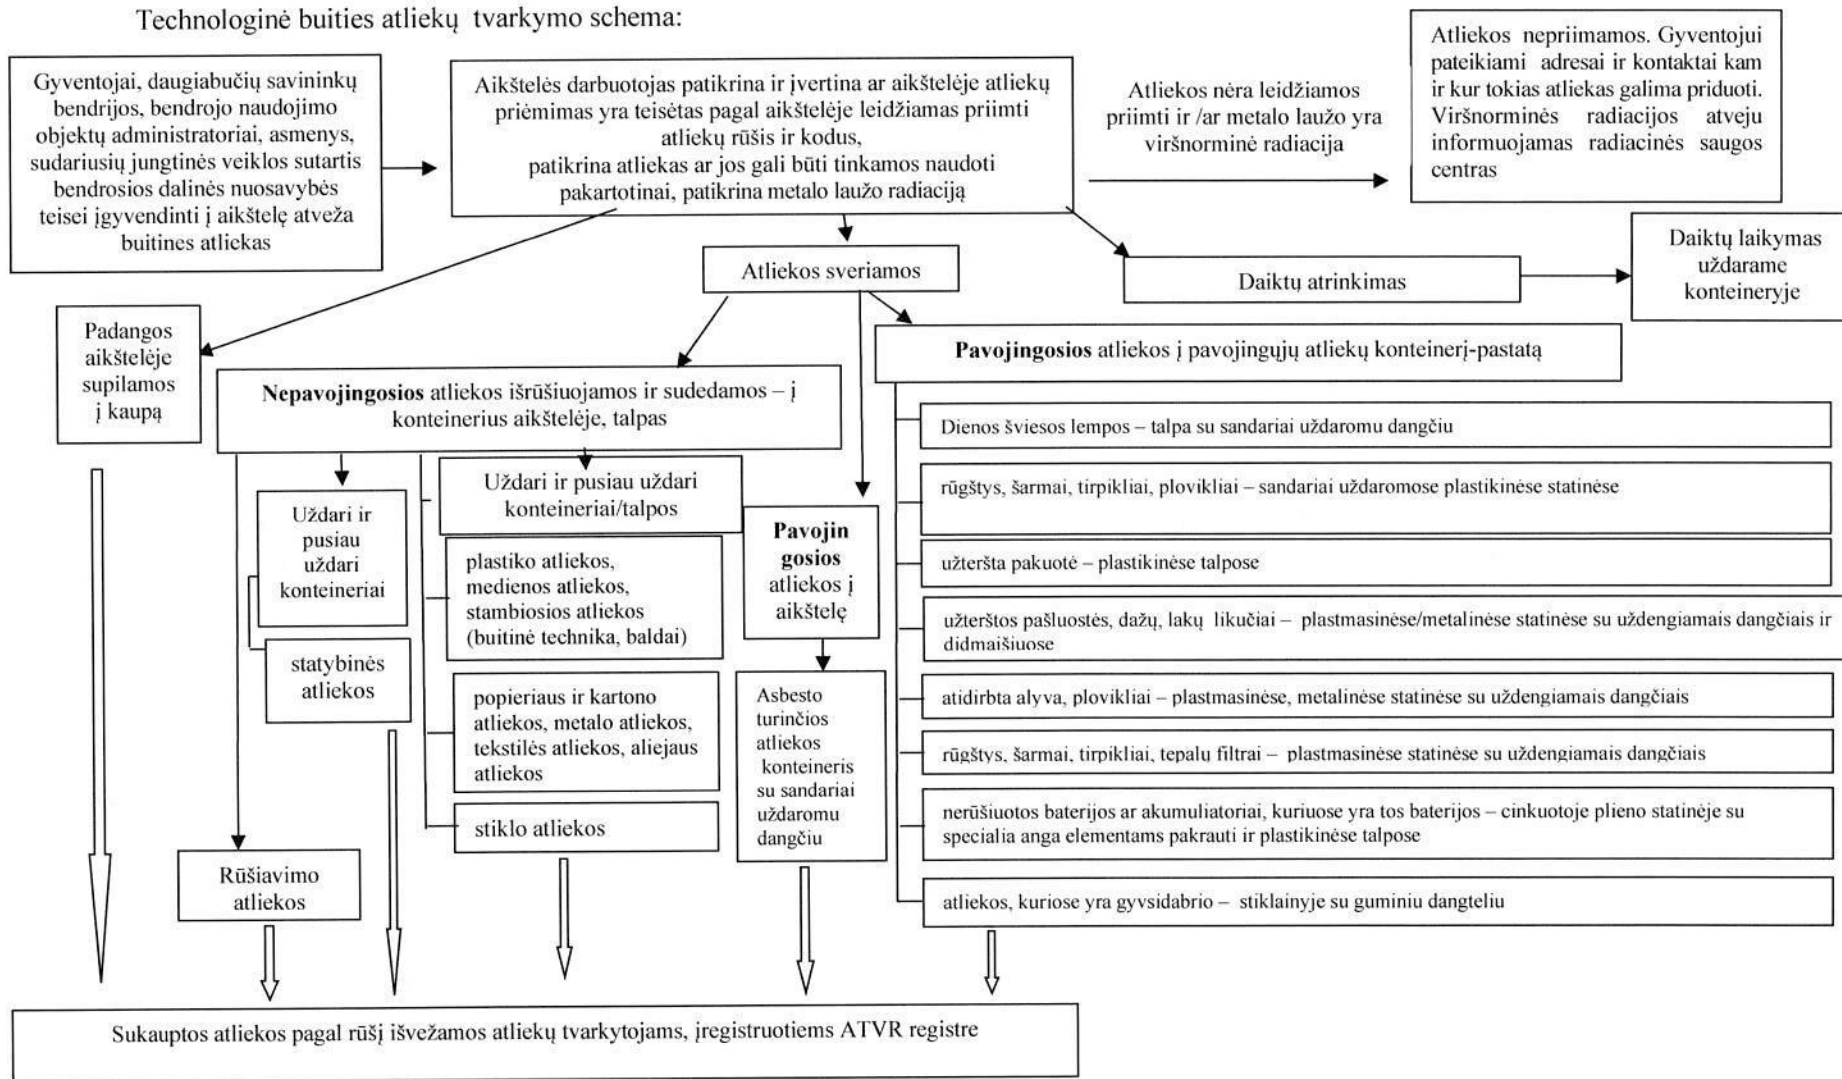 Technologinė buities atliekų tvarkymo schema:
Gyventojai, daugiabučių savininkų
bendrijos, bendrojo naudojimo
objektų administratoriai, asmenys,
sudariusių jungtinės veiklos sutartis
bendrosios dalinės nuosavybės
teisei įgyvendinti į aikštelę atveža
buitines atliekas
Aikštelės darbuotojas patikrina ir įvertina ar aikštelėje atliekų
priėmimas yra teisėtas pagal aikštelėje leidžiamas priimti
atliekų rūšis ir kodus,
patikrina atliekas ar jos gali būti tinkamos naudoti
pakartotinai, patikrina metalo laužo radiaciją
Atliekos nėra leidžiamos
priimti ir /ar metalo laužo yra
viršnorminė radiacija
Atliekos nepriimamos. Gyventojui
pateikiami adresai ir kontaktai kam
ir kur tokias atliekas galima priduoti.
Viršnorminės radiacijos atveju
informuojamas radiacinės saugos
centras
Atliekos sveriamos
Daiktų atrinkimas
Daiktų laikymas
uždarame
konteineryje
Padangos
aikštelėje
supilamos
į kaupą
Nepavojingosios atliekos išrūšiuojamos ir sudedamos – į
konteinerius aikštelėje, talpas
Pavojingosios atliekos į pavojingųjų atliekų konteinerį-pastatą
Uždari ir
pusiau
uždari
konteineriai
statybinės
atliekos
Rūšiavimo
atliekos
Uždari ir pusiau uždari
konteineriai/talpos
plastiko atliekos,
medienos atliekos,
stambiosios atliekos
(buitinė technika, baldai)
popieriaus ir kartono
atliekos, metalo atliekos,
tekstilės atliekos, aliejaus
atliekos
stiklo atliekos
Pavojin
gosios
atliekos į
aikštelę
Asbesto
turinčios
atliekos
konteineris
su sandariai
uždaromu
dangčiu
Dienos šviesos lempos – talpa su sandariai uždaromu dangčiu
rūgštys, šarmai, tirpikliai, plovikliai – sandariai uždaromose plastikinėse statinėse
užteršta pakuotė – plastikinėse talpose
užterštos pašluostės, dažų, lakų likučiai – plastmasinėse/metalinėse statinėse su uždengiamais dangčiais ir
didmaišiuose
atidirbta alyva, plovikliai – plastmasinėse, metalinėse statinėse su uždengiamais dangčiais
rūgštys, šarmai, tirpikliai, tepalų filtrai – plastmasinėse statinėse su uždengiamais dangčiais
nerūšiuotos baterijos ar akumuliatoriai, kuriuose yra tos baterijos – cinkuotoje plieno statinėje su
specialia anga elementams pakrauti ir plastikinėse talpose
atliekos, kuriose yra gyvsidabrio – stiklainyje su guminiu dangteliu
Sukauptos atliekos pagal rūšį išvežamos atliekų tvarkytojams, įregistruotiems ATVR registre